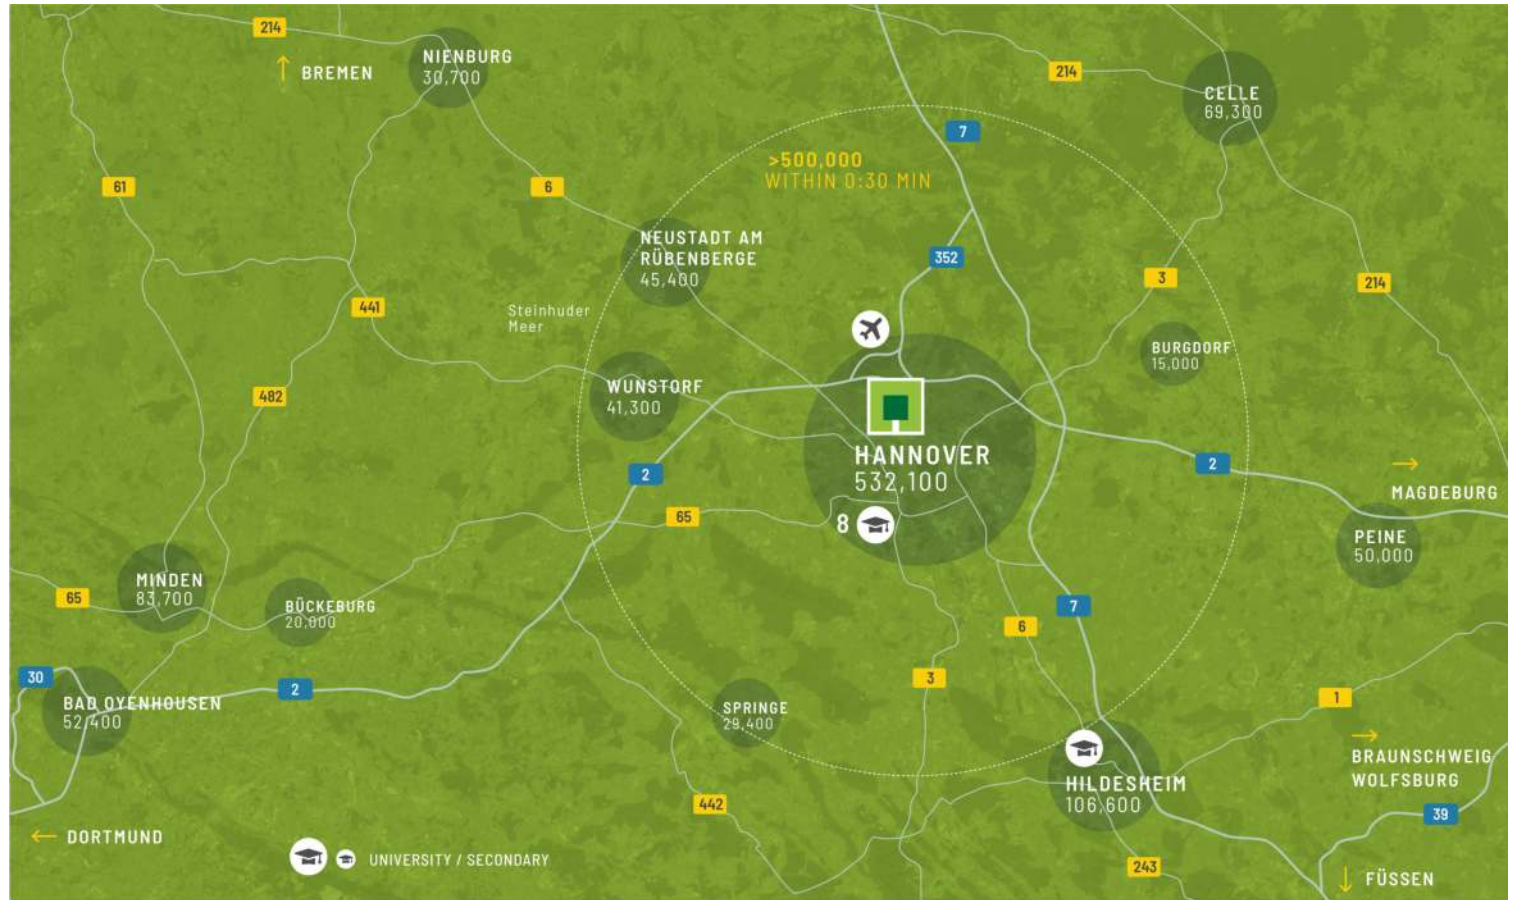 214
BREMEN
NIENBURG
30,700
214
CELLE
69,300
7
>500,000
WITHIN 0:30 MIN
61
6
NEUSTADT AM
RÜBENBERGE
45,400
352
3
214
441
Steinhuder
Meer
BURGDORF
15,000
482
WUNSTORF
41,300
HANNOVER
532,100
2
2
MAGDEBURG
65
8
PEINE
50,000
MINDEN
83,700
65
BÜCKEBURG
20,000
7
6
30
2
3
BAD OYENHOUSEN
52,400
SPRINGE
29,400
1
BRAUNSCHWEIG
WOLFSBURG
HILDESHEIM
106,600
442
39
DORTMUND
UNIVERSITY / SECONDARY
243
FÜSSEN